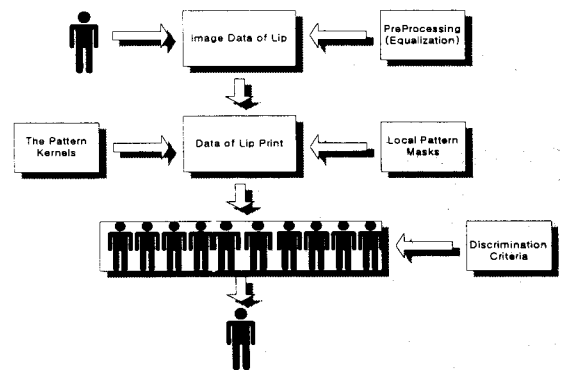 Image Data of Lip
PreProcessing
(Equalization)
The Pattern
Kernels
Data of Lip Print
Local Pattern
Masks
Discrimination
Criteria